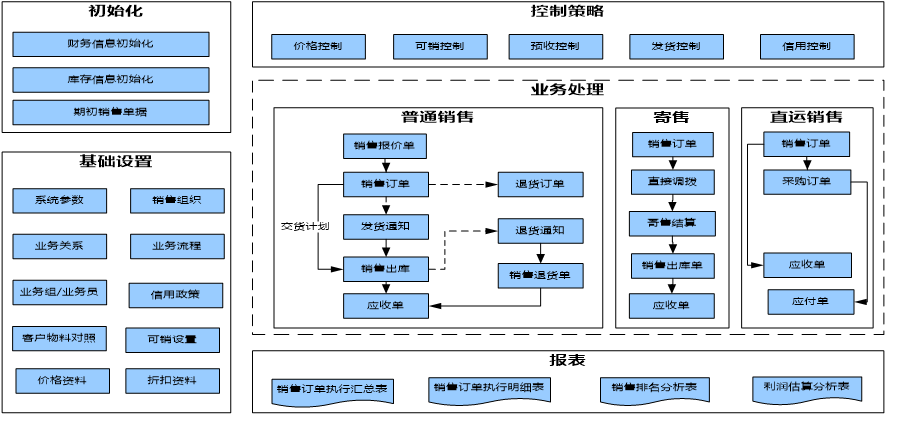 初始化
财务信息初始化
库存信息初始化
期初销售单据
基础设置
系统参数
销售组织
业务关系
业务流程
业务组/业务员
信用政策
客户物料对照
可销设置
价格资料
折扣资料
控制策略
价格控制
可销控制
预收控制
发货控制
信用控制
业务处理
普通销售
销售报价单
销售订单
退货订单
交货计划
发货通知
退货通知
销售出库
销售退货单
应收单
寄售
销售订单
直接调拨
寄售结算
销售出库单
应收单
直运销售
销售订单
采购订单
应收单
应付单
报表
销售订单执行汇总表
销售订单执行明细表
销售排名分析表
利润估算分析表